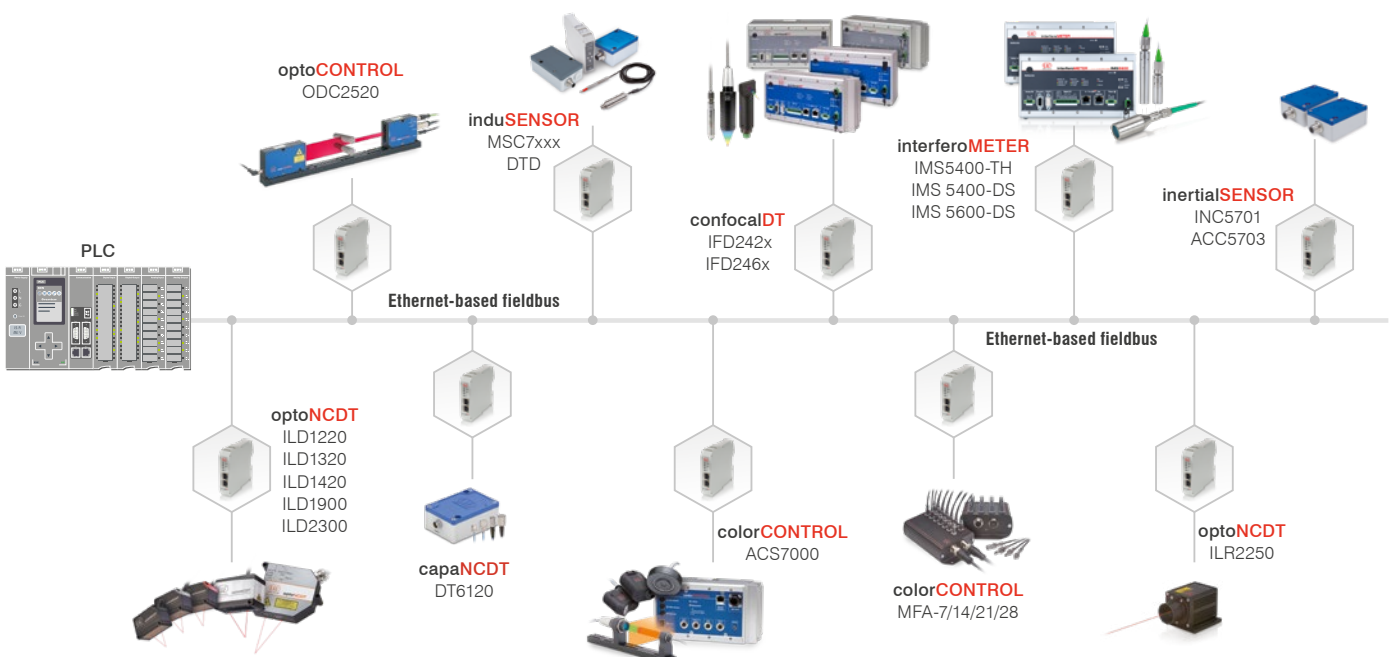 optoCONTROL
ODC2520
induSENSOR
MSC7xxx
DTD
confocalDT
IFD242x
IFD246x
interferoMETER
IMS5400-TH
IMS 5400-DS
IMS 5600-DS
inertialSENSOR
INC5701
ACC5703
PLC
Ethernet-based fieldbus
Ethernet-based fieldbus
optoNCDT
ILD1220
ILD1320
ILD1420
ILD1900
ILD2300
capaNCDT
DT6120
colorCONTROL
ACS7000
colorCONTROL
MFA-7/14/21/28
optoNCDT
ILR2250